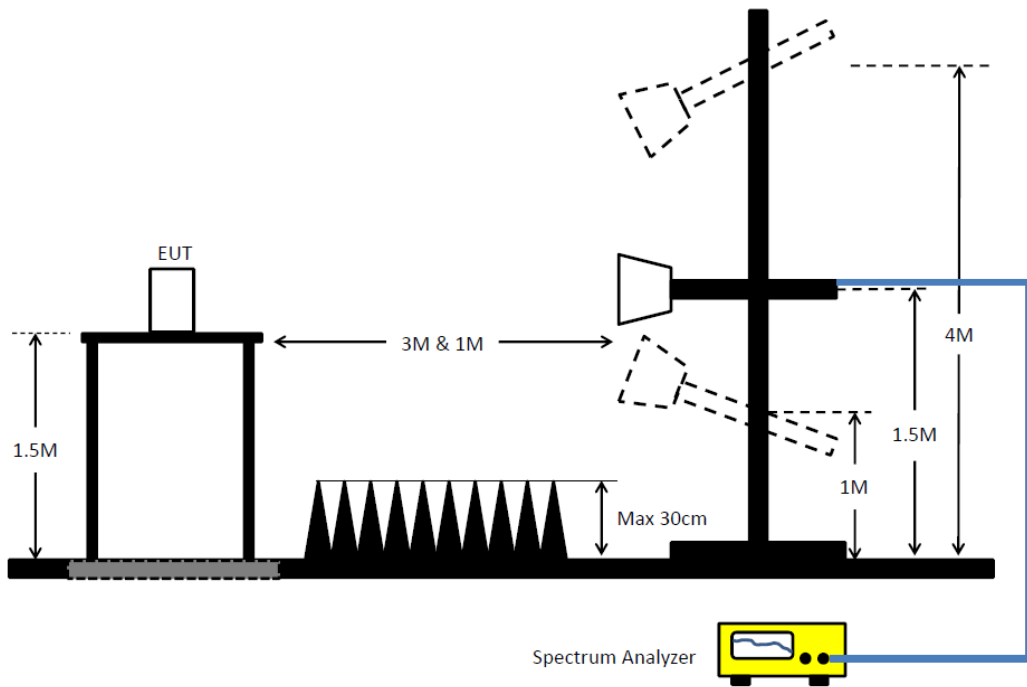 EUT
3M & 1M
4M
1.5M
1.5M
1M
Max 30cm
Spectrum Analyzer